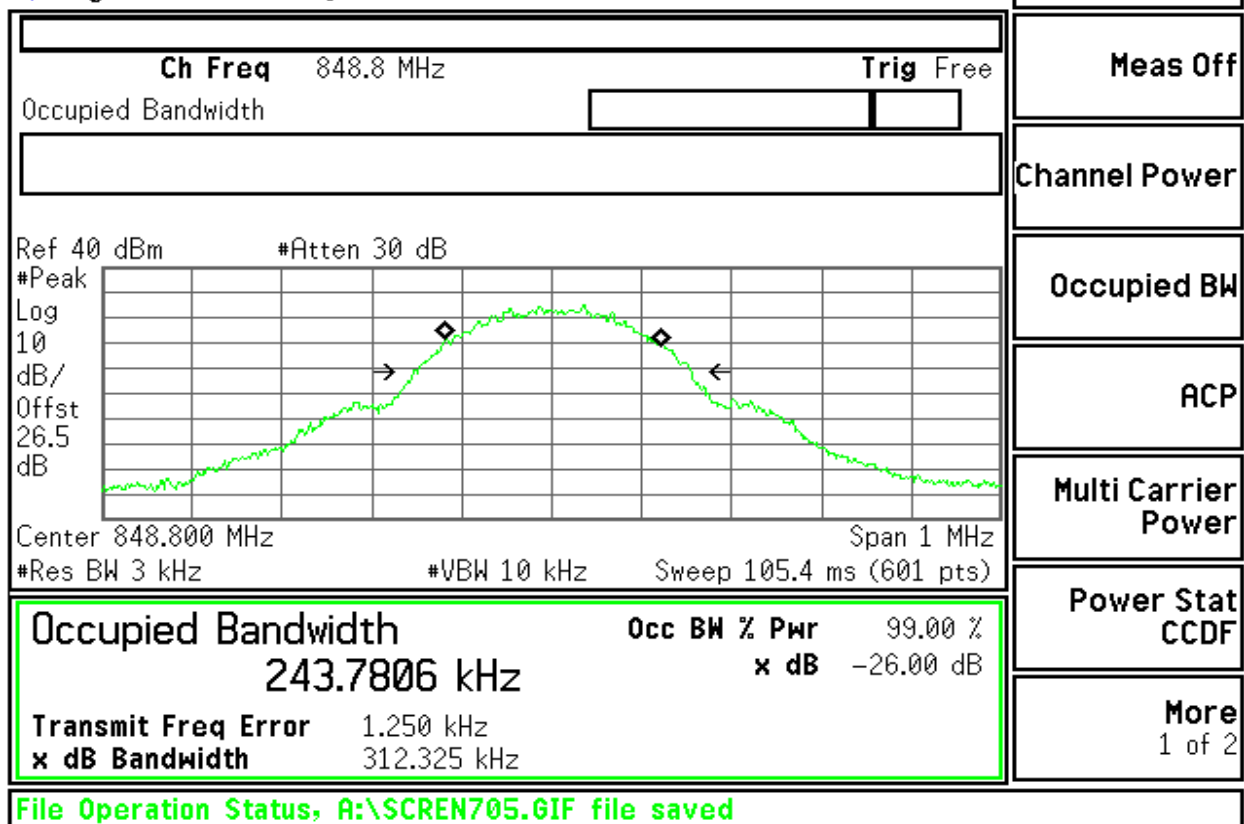 Ch Freq 848.8 MHz Trig Free
Occupied Bandwidth
Ref 40 dBm #Atten 30 dB
#Peak
Log
10
dB/
Offst
26.5
dB
Center 848.800 MHz Span 1 MHz
#Res BW 3 kHz #VBW 10 kHz Sweep 105.4 ms (601 pts)
Occupied Bandwidth
243.7806 kHz
Occ BW % Pwr 99.00 %
x dB -26.00 dB
Transmit Freq Error 1.250 kHz
x dB Bandwidth 312.325 kHz
File Operation Status, A:\SCREN705.GIF file saved
Meas Off
Channel Power
Occupied BW
ACP
Multi Carrier
Power
Power Stat
CCDF
More
1 of 2